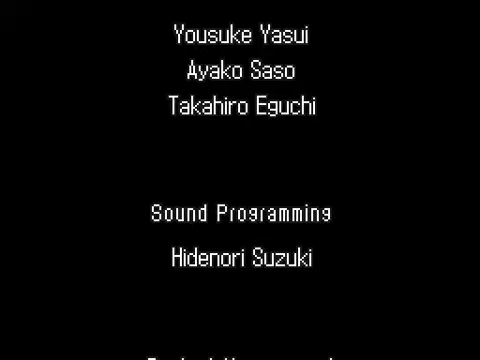 Yousuke Yasui
Ayako Saso
Takahiro Eguchi
Sound Programming
Hidenori Suzuki